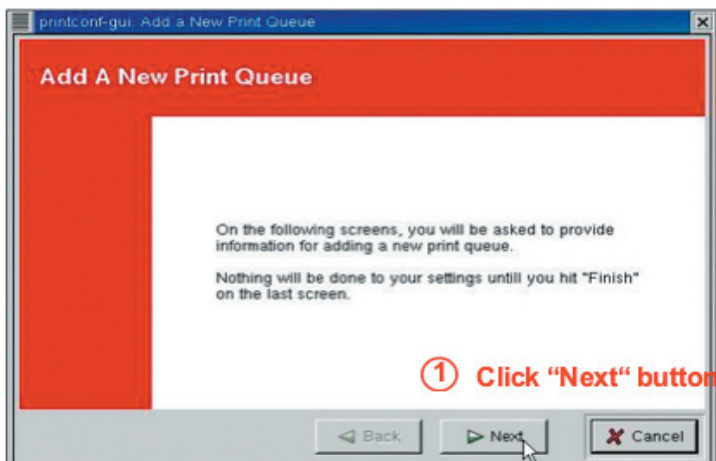 printconf-gui: Add a New Print Queue
Add A New Print Queue
On the following screens, you will be asked to provide
information for adding a new print queue.
Nothing will be done to your settings untill you hit "Finish"
on the last screen.
① Click “Next“ button
Back
Next
Cancel